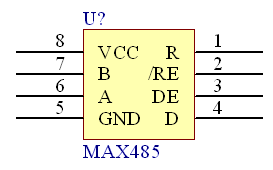 U?
8 VCC R 1
7 B /RE 2
6 A DE 3
5 GND D 4
MAX485